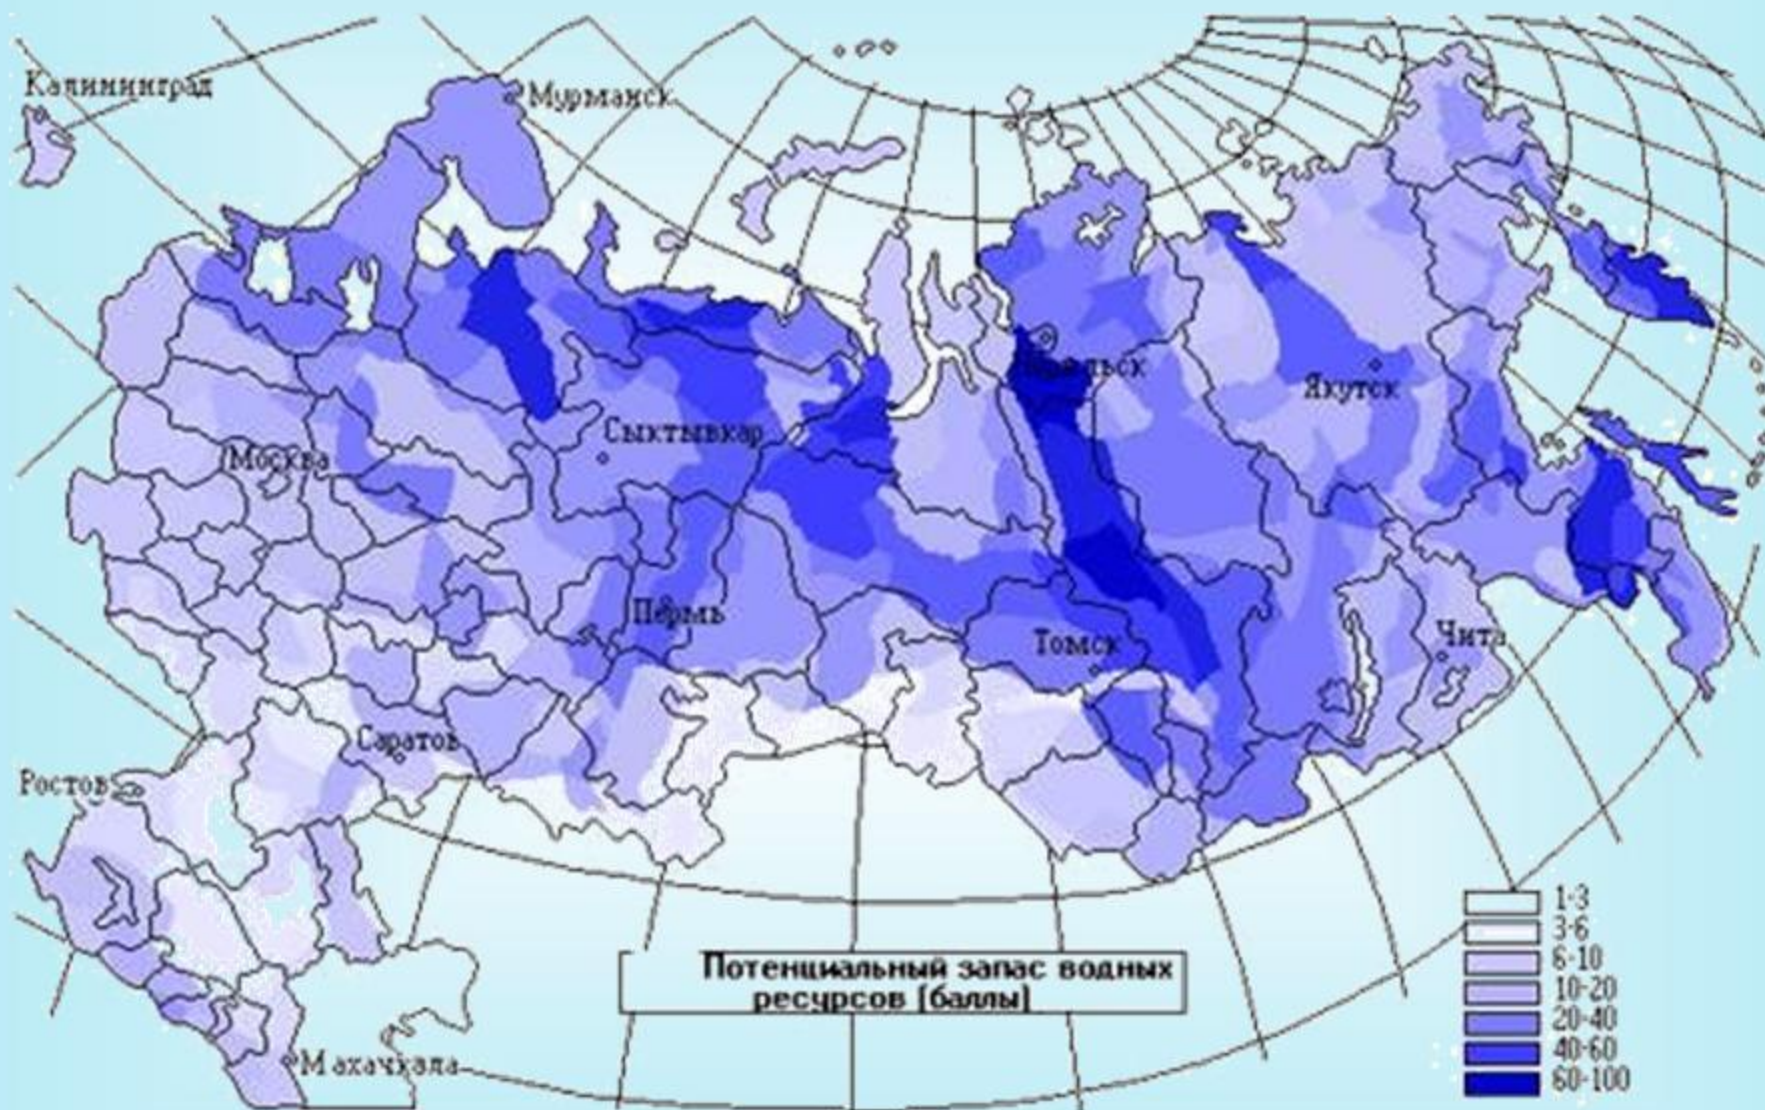 Калининград
Мурманск
Якутск
Сыктывкар
Москва
Пермь
Томск
Чита
Саратов
Ростов
Махачкала
Потенциальный запас водных
ресурсов (баллы)
1-3
3-6
6-10
10-20
20-40
40-60
60-100